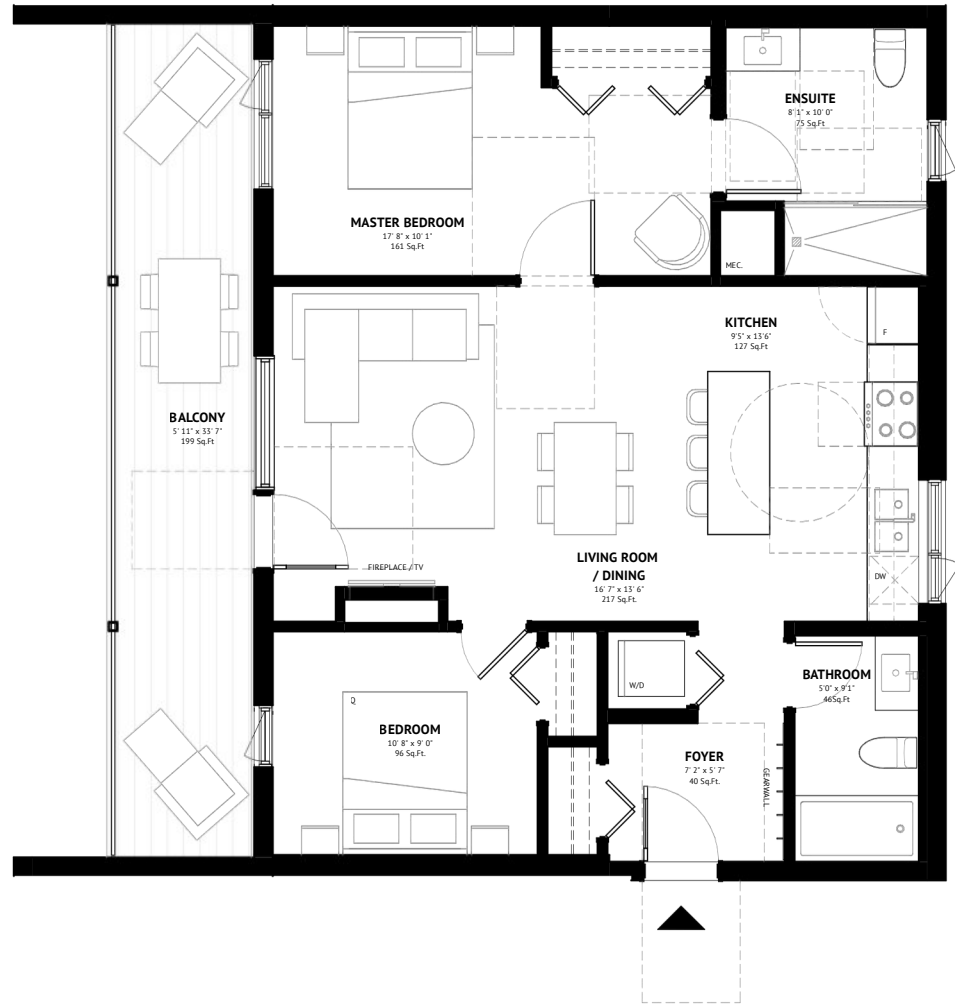 ENSUITE
8' 1" x 10' 0"
75 Sq.Ft
MASTER BEDROOM
17' 8" x 10' 1"
161 Sq.Ft
MEC.
KITCHEN
9'5" x 13'6"
127 Sq.Ft
F
BALCONY
5' 11" x 33' 7"
199 Sq.Ft
LIVING ROOM
/ DINING
16' 7" x 13' 6"
217 Sq.Ft.
FIREPLACE / TV
DW
W/D
BATHROOM
5'0" x 9'1"
46Sq.Ft
Q
BEDROOM
10' 8" x 9' 0"
96 Sq.Ft.
FOYER
7' 2" x 5' 7"
40 Sq.Ft.
GEARWALL